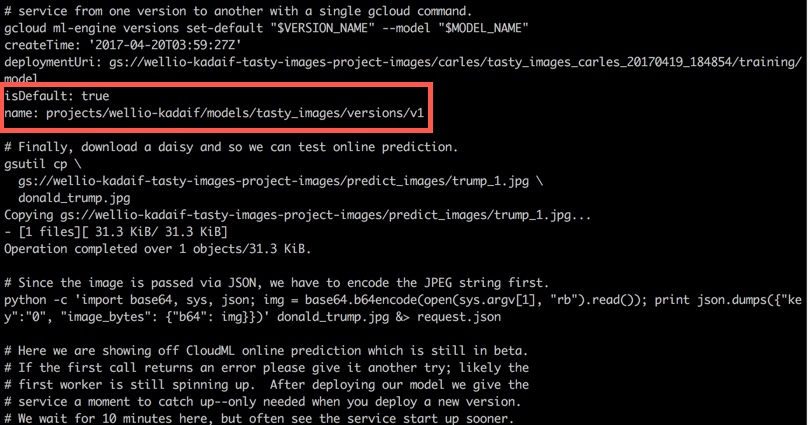 # service from one version to another with a single gcloud command.
gcloud ml-engine versions set-default "$VERSION_NAME" --model "$MODEL_NAME"
createTime: '2017-04-20T03:59:27Z'
deploymentUri: gs://wellio-kadaif-tasty-images-project-images/carles/tasty_images_carles_20170419_184854/training/
model
isDefault: true
name: projects/wellio-kadaif/models/tasty_images/versions/v1
# Finally, download a daisy and so we can test online prediction.
gsutil cp \
  gs://wellio-kadaif-tasty-images-project-images/predict_images/trump_1.jpg \
  donald_trump.jpg
Copying gs://wellio-kadaif-tasty-images-project-images/predict_images/trump_1.jpg...
- [1 files][ 31.3 KiB/ 31.3 KiB]
Operation completed over 1 objects/31.3 KiB.
# Since the image is passed via JSON, we have to encode the JPEG string first.
python -c 'import base64, sys, json; img = base64.b64encode(open(sys.argv[1], "rb").read()); print json.dumps({"ke
y":"0", "image_bytes": {"b64": img}})' donald_trump.jpg &> request.json
# Here we are showing off CloudML online prediction which is still in beta.
# If the first call returns an error please give it another try; likely the
# first worker is still spinning up.  After deploying our model we give the
# service a moment to catch up--only needed when you deploy a new version.
# We wait for 10 minutes here, but often see the service start up sooner.